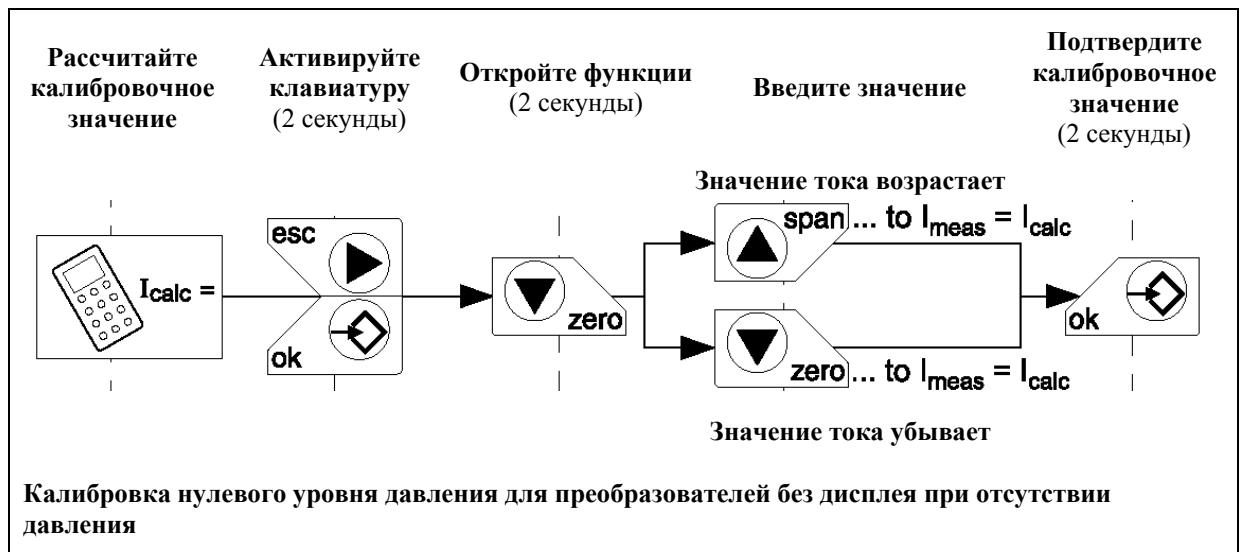 Рассчитайте
калибровочное
значение
Активируйте
клавиатуру
(2 секунды)
Откройте функции
(2 секунды)
Введите значение
Подтвердите
калибровочное
значение
(2 секунды)
Значение тока возрастает
Icalc =
esc
ok
zero
span ... to Imeas = Icalc
zero ... to Imeas = Icalc
ok
Значение тока убывает
Калибровка нулевого уровня давления для преобразователей без дисплея при отсутствии
давления